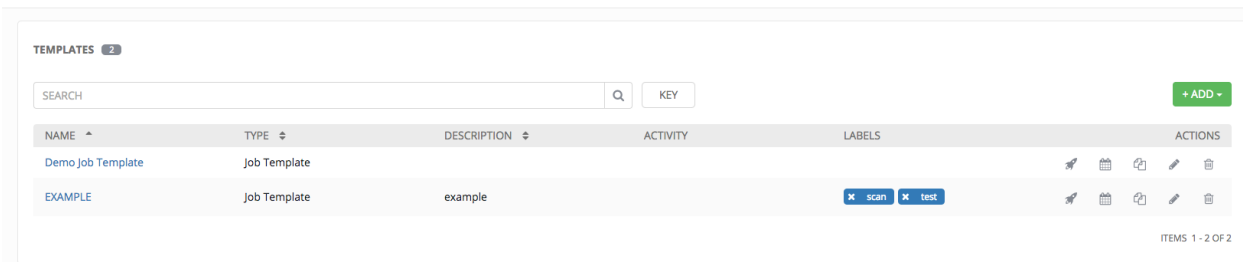 TEMPLATES 2
SEARCH KEY + ADD
NAME TYPE DESCRIPTION ACTIVITY LABELS ACTIONS
Demo Job Template Job Template
EXAMPLE Job Template example scan test
ITEMS 1 - 2 OF 2